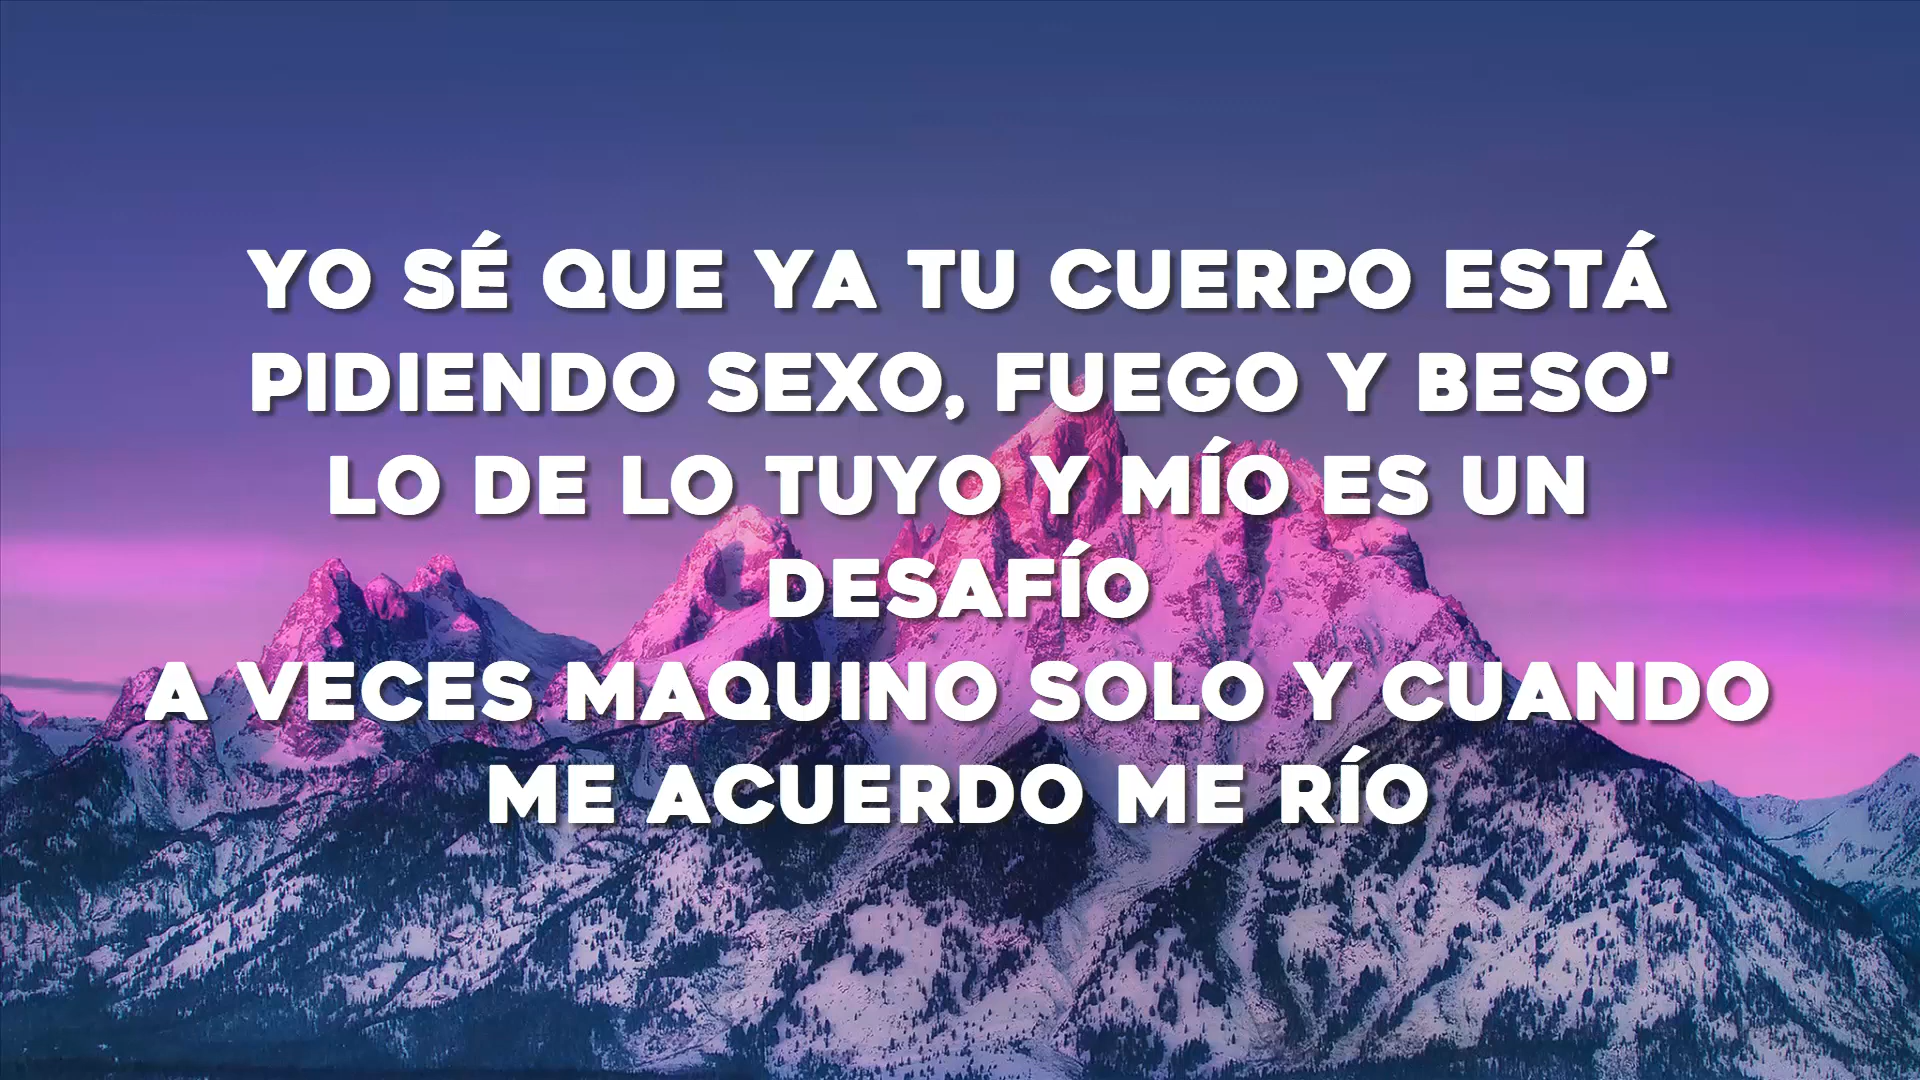 YO SÉ QUE YA TU CUERPO ESTÁ
PIDIENDO SEXO, FUEGO Y BESO'
LO DE LO TUYO Y MÍO ES UN
DESAFÍO
A VECES MAQUINO SOLO Y CUANDO
ME ACUERDO ME RÍO